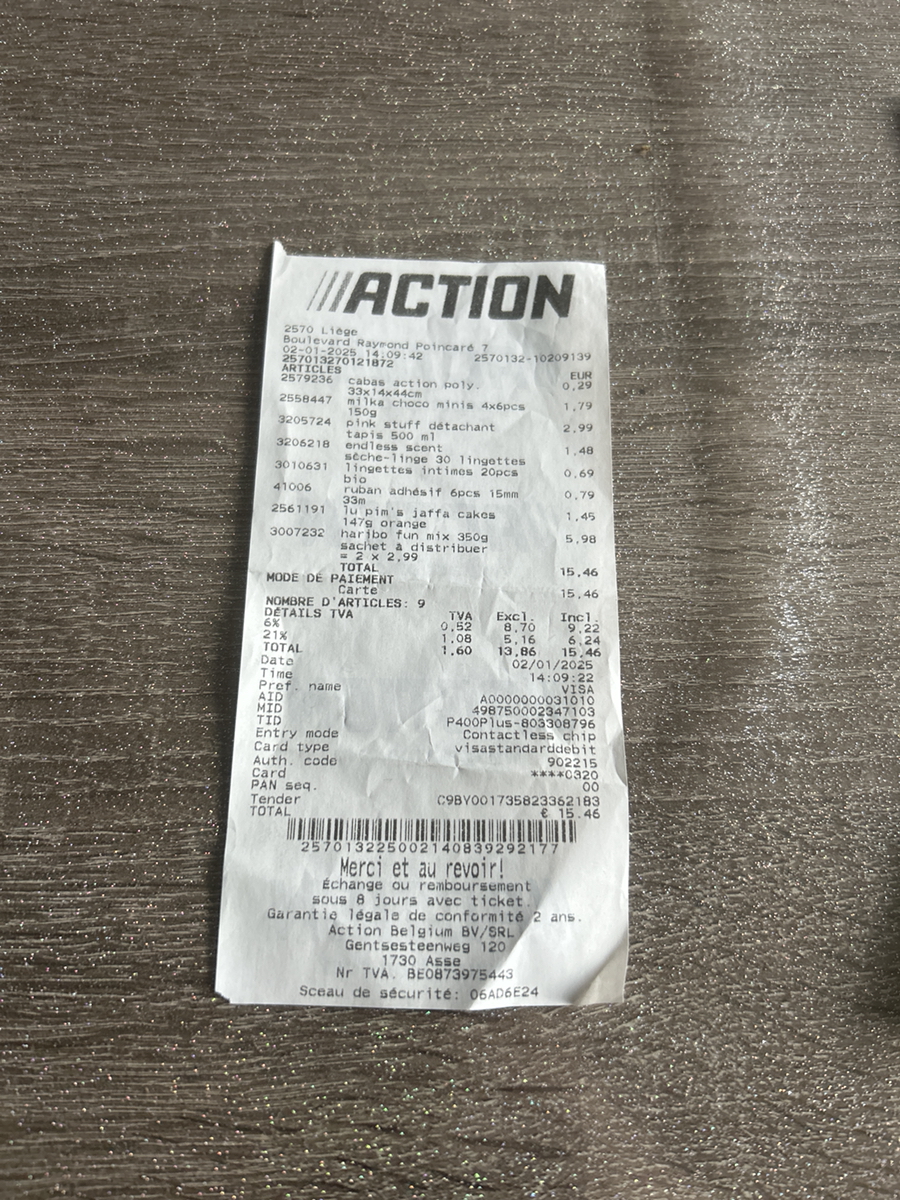 ///ACTION
2570 Liège
Boulevard Raymond Poincaré 7
02-01-2025 14:09:42 2570132-10209139
257013270121872
ARTICLES EUR
2579236 cabas action poly. 0,29
33x14x44cm
2558447 milka choco minis 4x6pcs 1,79
150g
3205724 pink stuff détachant 2,99
tapis 500 ml
3206218 endless scent 1,48
sèche-linge 30 lingettes
3010631 lingettes intimes 20pcs 0,69
bio
41006 ruban adhésif 6pcs 15mm 0,79
33m
2561191 lu pim's jaffa cakes 1,45
147g orange
3007232 haribo fun mix 350g 5,98
sachet à distribuer
= 2 x 2,99
TOTAL 15,46
MODE DE PAIEMENT
Carte 15,46
NOMBRE D'ARTICLES: 9
DÉTAILS TVA TVA Excl. Incl.
6% 0,52 8,70 9,22
21% 1,08 5,16 6,24
TOTAL 1,60 13,86 15,46
Date 02/01/2025
Time 14:09:22
Pref. name VISA
AID A0000000031010
MID 498750002347103
TID P400Plus-803308796
Entry mode Contactless chip
Card type visastandarddebit
Auth. code 902215
Card ****0320
PAN seq. 00
Tender C9BY001735823362183
TOTAL € 15.46
257013225002140839292177
Merci et au revoir!
Échange ou remboursement
sous 8 jours avec ticket.
Garantie légale de conformité 2 ans.
Action Belgium BV/SRL
Gentsesteenweg 120
1730 Asse
Nr TVA. BE0873975443
Sceau de sécurité: 06AD6E24